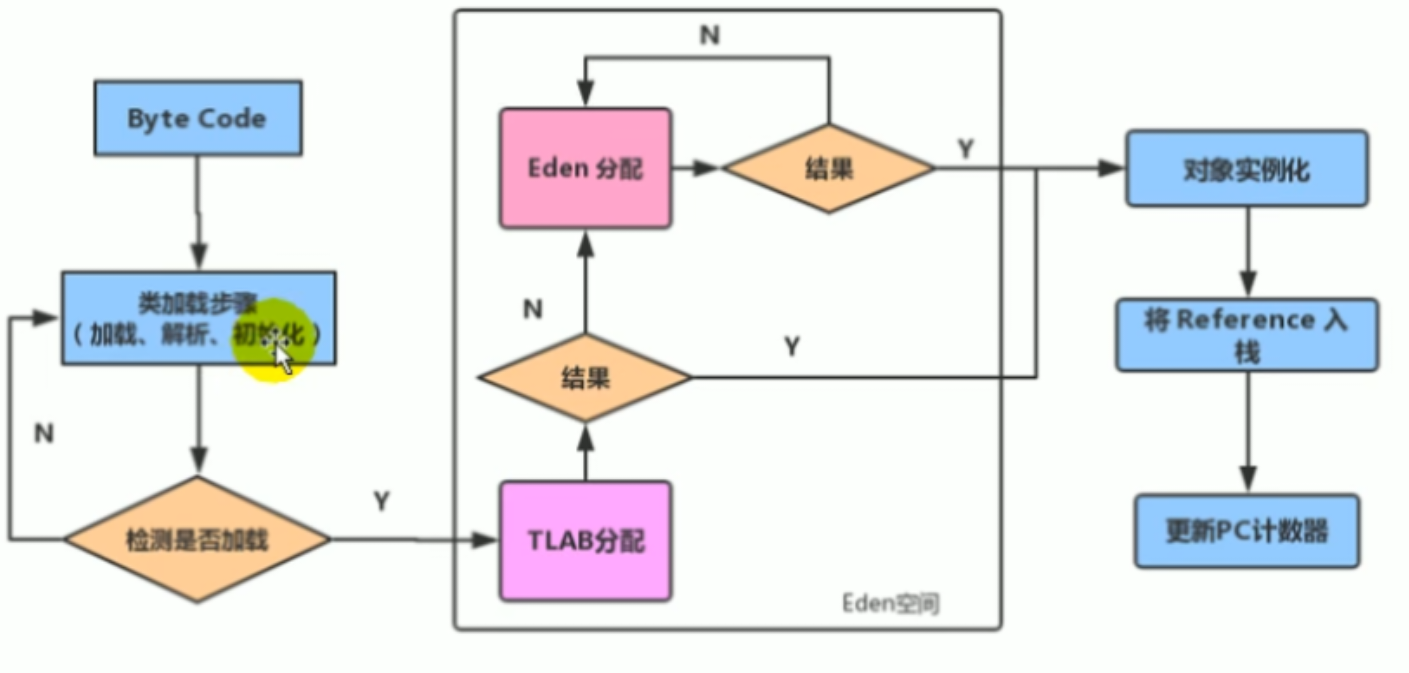 Byte Code
类加载步骤
（加载、解析、初始化）
N
检测是否加载
Y
N
Eden 分配
结果
Y
N
结果
Y
TLAB分配
Eden空间
对象实例化
将 Reference 入
栈
更新PC计数器